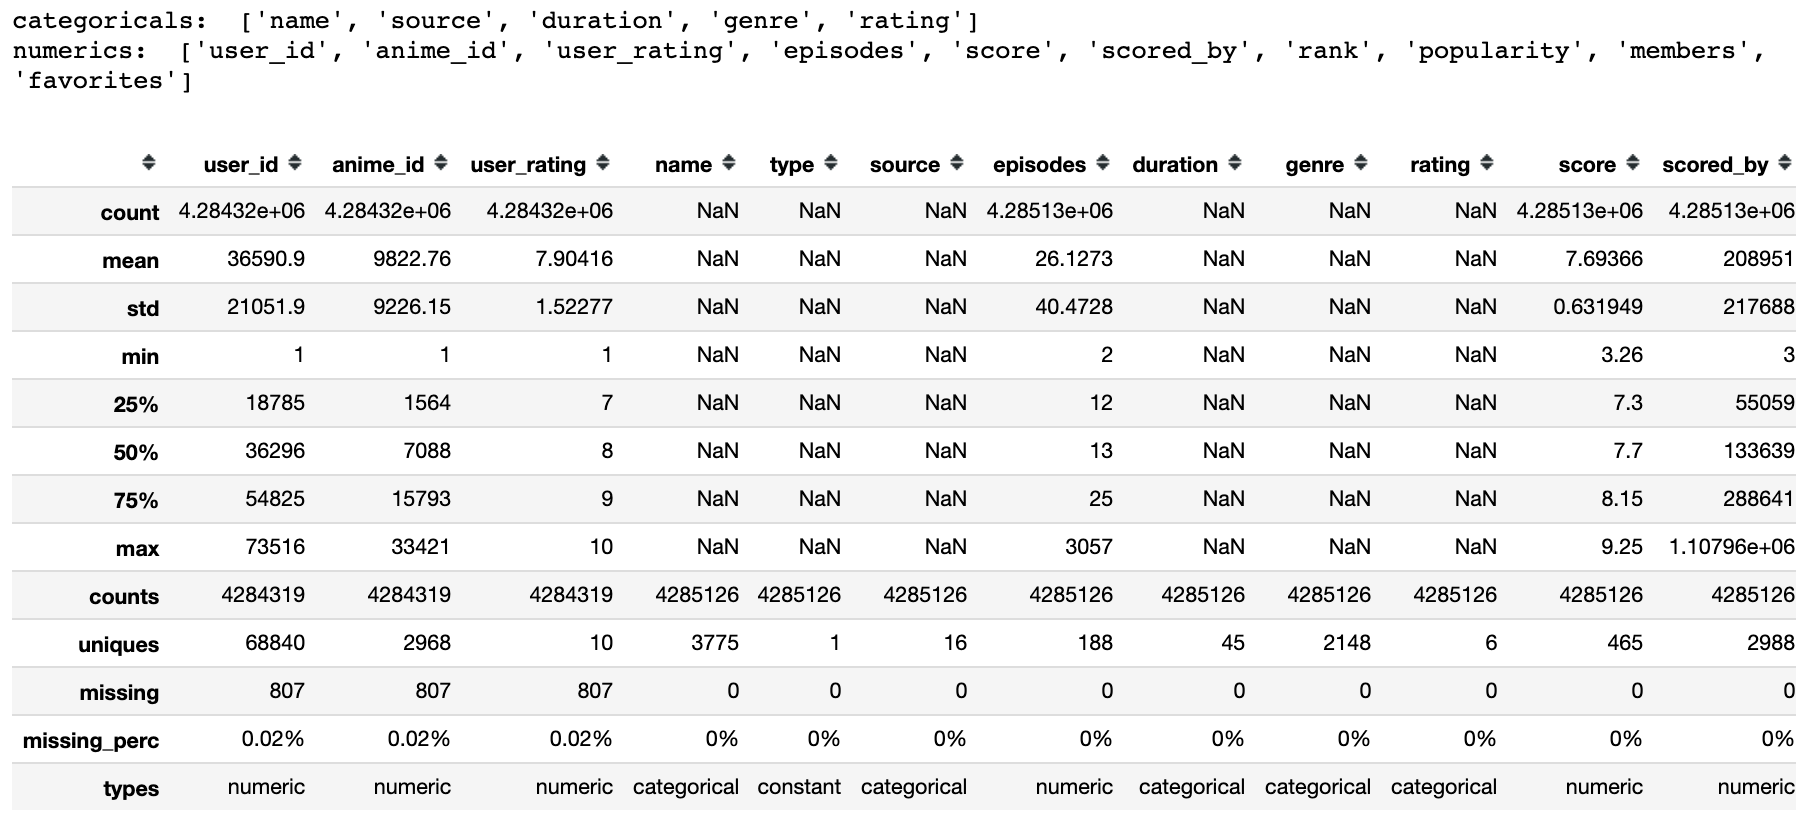 categoricals:  ['name', 'source', 'duration', 'genre', 'rating']
numerics:  ['user_id', 'anime_id', 'user_rating', 'episodes', 'score', 'scored_by', 'rank', 'popularity', 'members',
'favorites']
user_id anime_id user_rating name type source episodes duration genre rating score scored_by
count 4.28432e+06 4.28432e+06 4.28432e+06 NaN NaN NaN 4.28513e+06 NaN NaN NaN 4.28513e+06 4.28513e+06
mean 36590.9 9822.76 7.90416 NaN NaN NaN 26.1273 NaN NaN NaN 7.69366 208951
std 21051.9 9226.15 1.52277 NaN NaN NaN 40.4728 NaN NaN NaN 0.631949 217688
min 1 1 1 NaN NaN NaN 2 NaN NaN NaN 3.26 3
25% 18785 1564 7 NaN NaN NaN 12 NaN NaN NaN 7.3 55059
50% 36296 7088 8 NaN NaN NaN 13 NaN NaN NaN 7.7 133639
75% 54825 15793 9 NaN NaN NaN 25 NaN NaN NaN 8.15 288641
max 73516 33421 10 NaN NaN NaN 3057 NaN NaN NaN 9.25 1.10796e+06
counts 4284319 4284319 4284319 4285126 4285126 4285126 4285126 4285126 4285126 4285126 4285126 4285126
uniques 68840 2968 10 3775 1 16 188 45 2148 6 465 2988
missing 807 807 807 0 0 0 0 0 0 0 0 0
missing_perc 0.02% 0.02% 0.02% 0% 0% 0% 0% 0% 0% 0% 0% 0%
types numeric numeric numeric categorical constant categorical numeric categorical categorical categorical numeric numeric